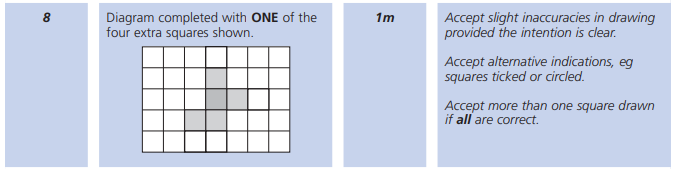 8
Diagram completed with ONE of the
four extra squares shown.
1m
Accept slight inaccuracies in drawing
provided the intention is clear.
Accept alternative indications, eg
squares ticked or circled.
Accept more than one square drawn
if all are correct.